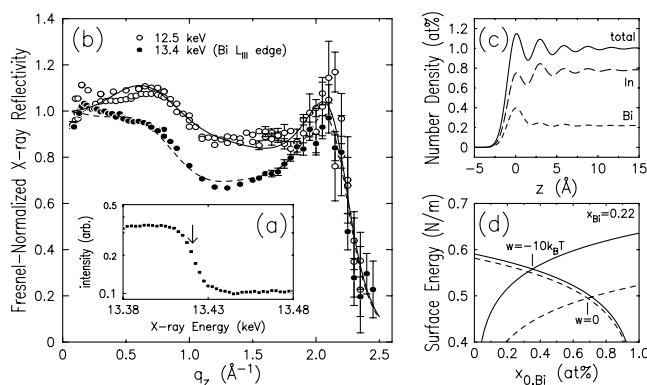 (b)
12.5 keV
13.4 keV (Bi L_III edge)
Fresnel-Normalized X-ray Reflectivity
1.2
1.0
0.8
0.6
0.4
0.2
0
0
0.5
1.0
1.5
2.0
2.5
q_z (Å^-1)
(a)
intensity (arb.)
0.5
0.3
0.1
13.38
13.43
13.48
X-ray Energy (keV)
(c)
total
In
Bi
Number Density (at%)
1.2
1.0
0.8
0.6
0.4
0.2
0
-5
0
5
10
15
z (Å)
(d)
x_Bi=0.22
w=-10k_BT
w=0
Surface Energy (N/m)
0.7
0.6
0.5
0.4
0
0.2
0.4
0.6
0.8
1.0
x_0,Bi (at%)